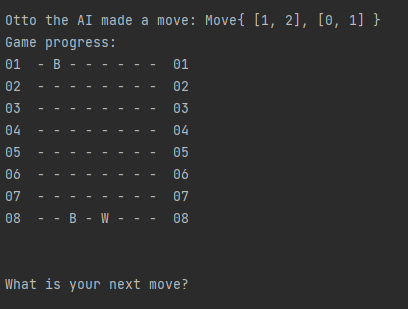 Otto the AI made a move: Move{ [1, 2], [0, 1] }
Game progress:
01  - B - - - - - -  01
02  - - - - - - - -  02
03  - - - - - - - -  03
04  - - - - - - - -  04
05  - - - - - - - -  05
06  - - - - - - - -  06
07  - - - - - - - -  07
08  - - B - W - - -  08
What is your next move?